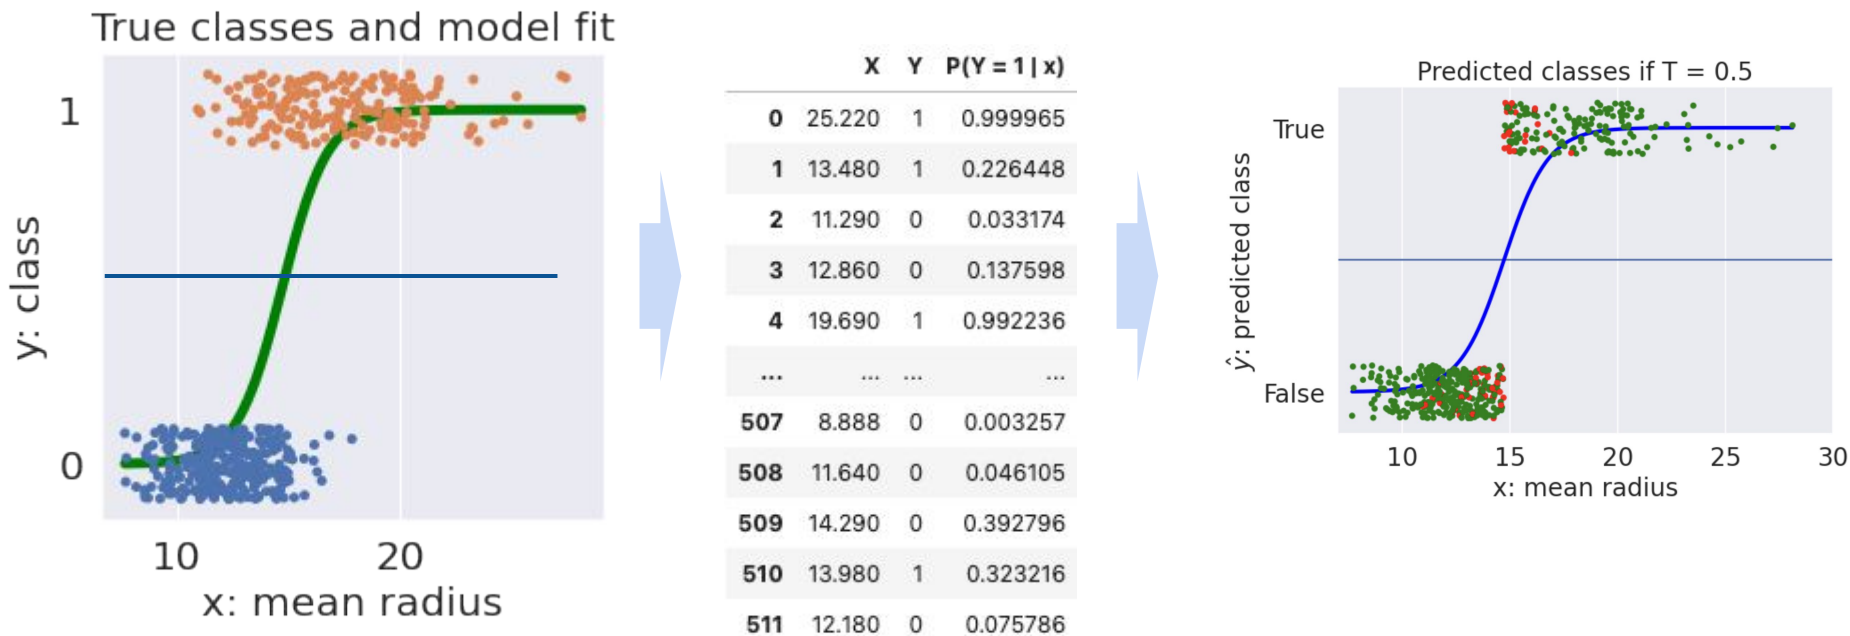 True classes and model fit
1
y: class
0
10 20
x: mean radius
X Y P(Y = 1 | x)
0 25.220 1 0.999965
1 13.480 1 0.226448
2 11.290 0 0.033174
3 12.860 0 0.137598
4 19.690 1 0.992236
... ... ... ...
507 8.888 0 0.003257
508 11.640 0 0.046105
509 14.290 0 0.392796
510 13.980 1 0.323216
511 12.180 0 0.075786
Predicted classes if T = 0.5
True
ŷ: predicted class
False
10 15 20 25 30
x: mean radius